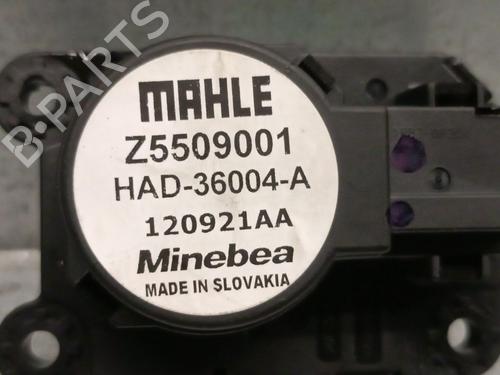 B-PARTS
MAHLE
Z5509001
HAD-36004-A
120921AA
Minebea
MADE IN SLOVAKIA